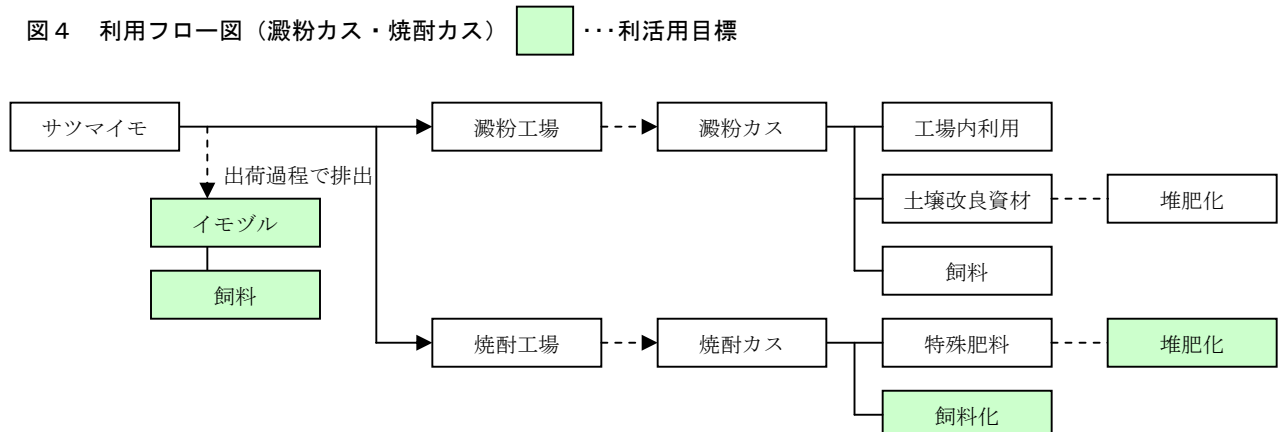 図４　利用フロー図（澱粉カス・焼酎カス）　･･･利活用目標
サツマイモ　澱粉工場　澱粉カス　工場内利用
出荷過程で排出
土壌改良資材　堆肥化
イモヅル
飼料
飼料
焼酎工場　焼酎カス　特殊肥料　堆肥化
飼料化